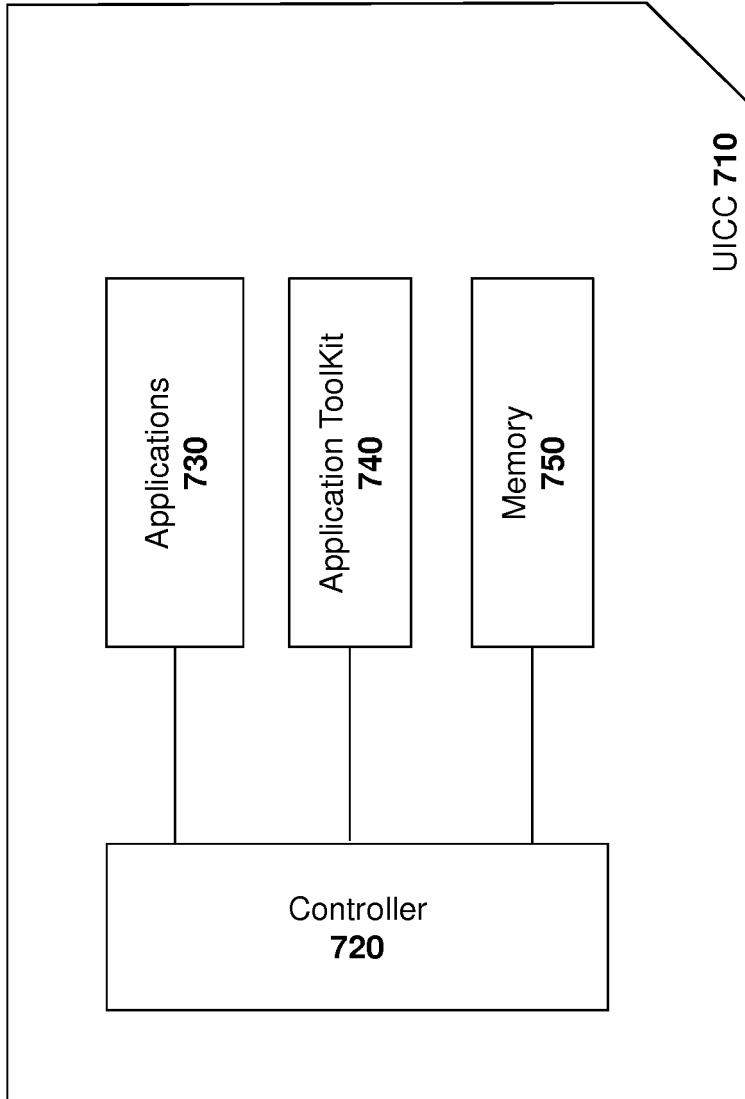 UICC 710
Applications
730
Application ToolKit
740
Memory
750
Controller
720